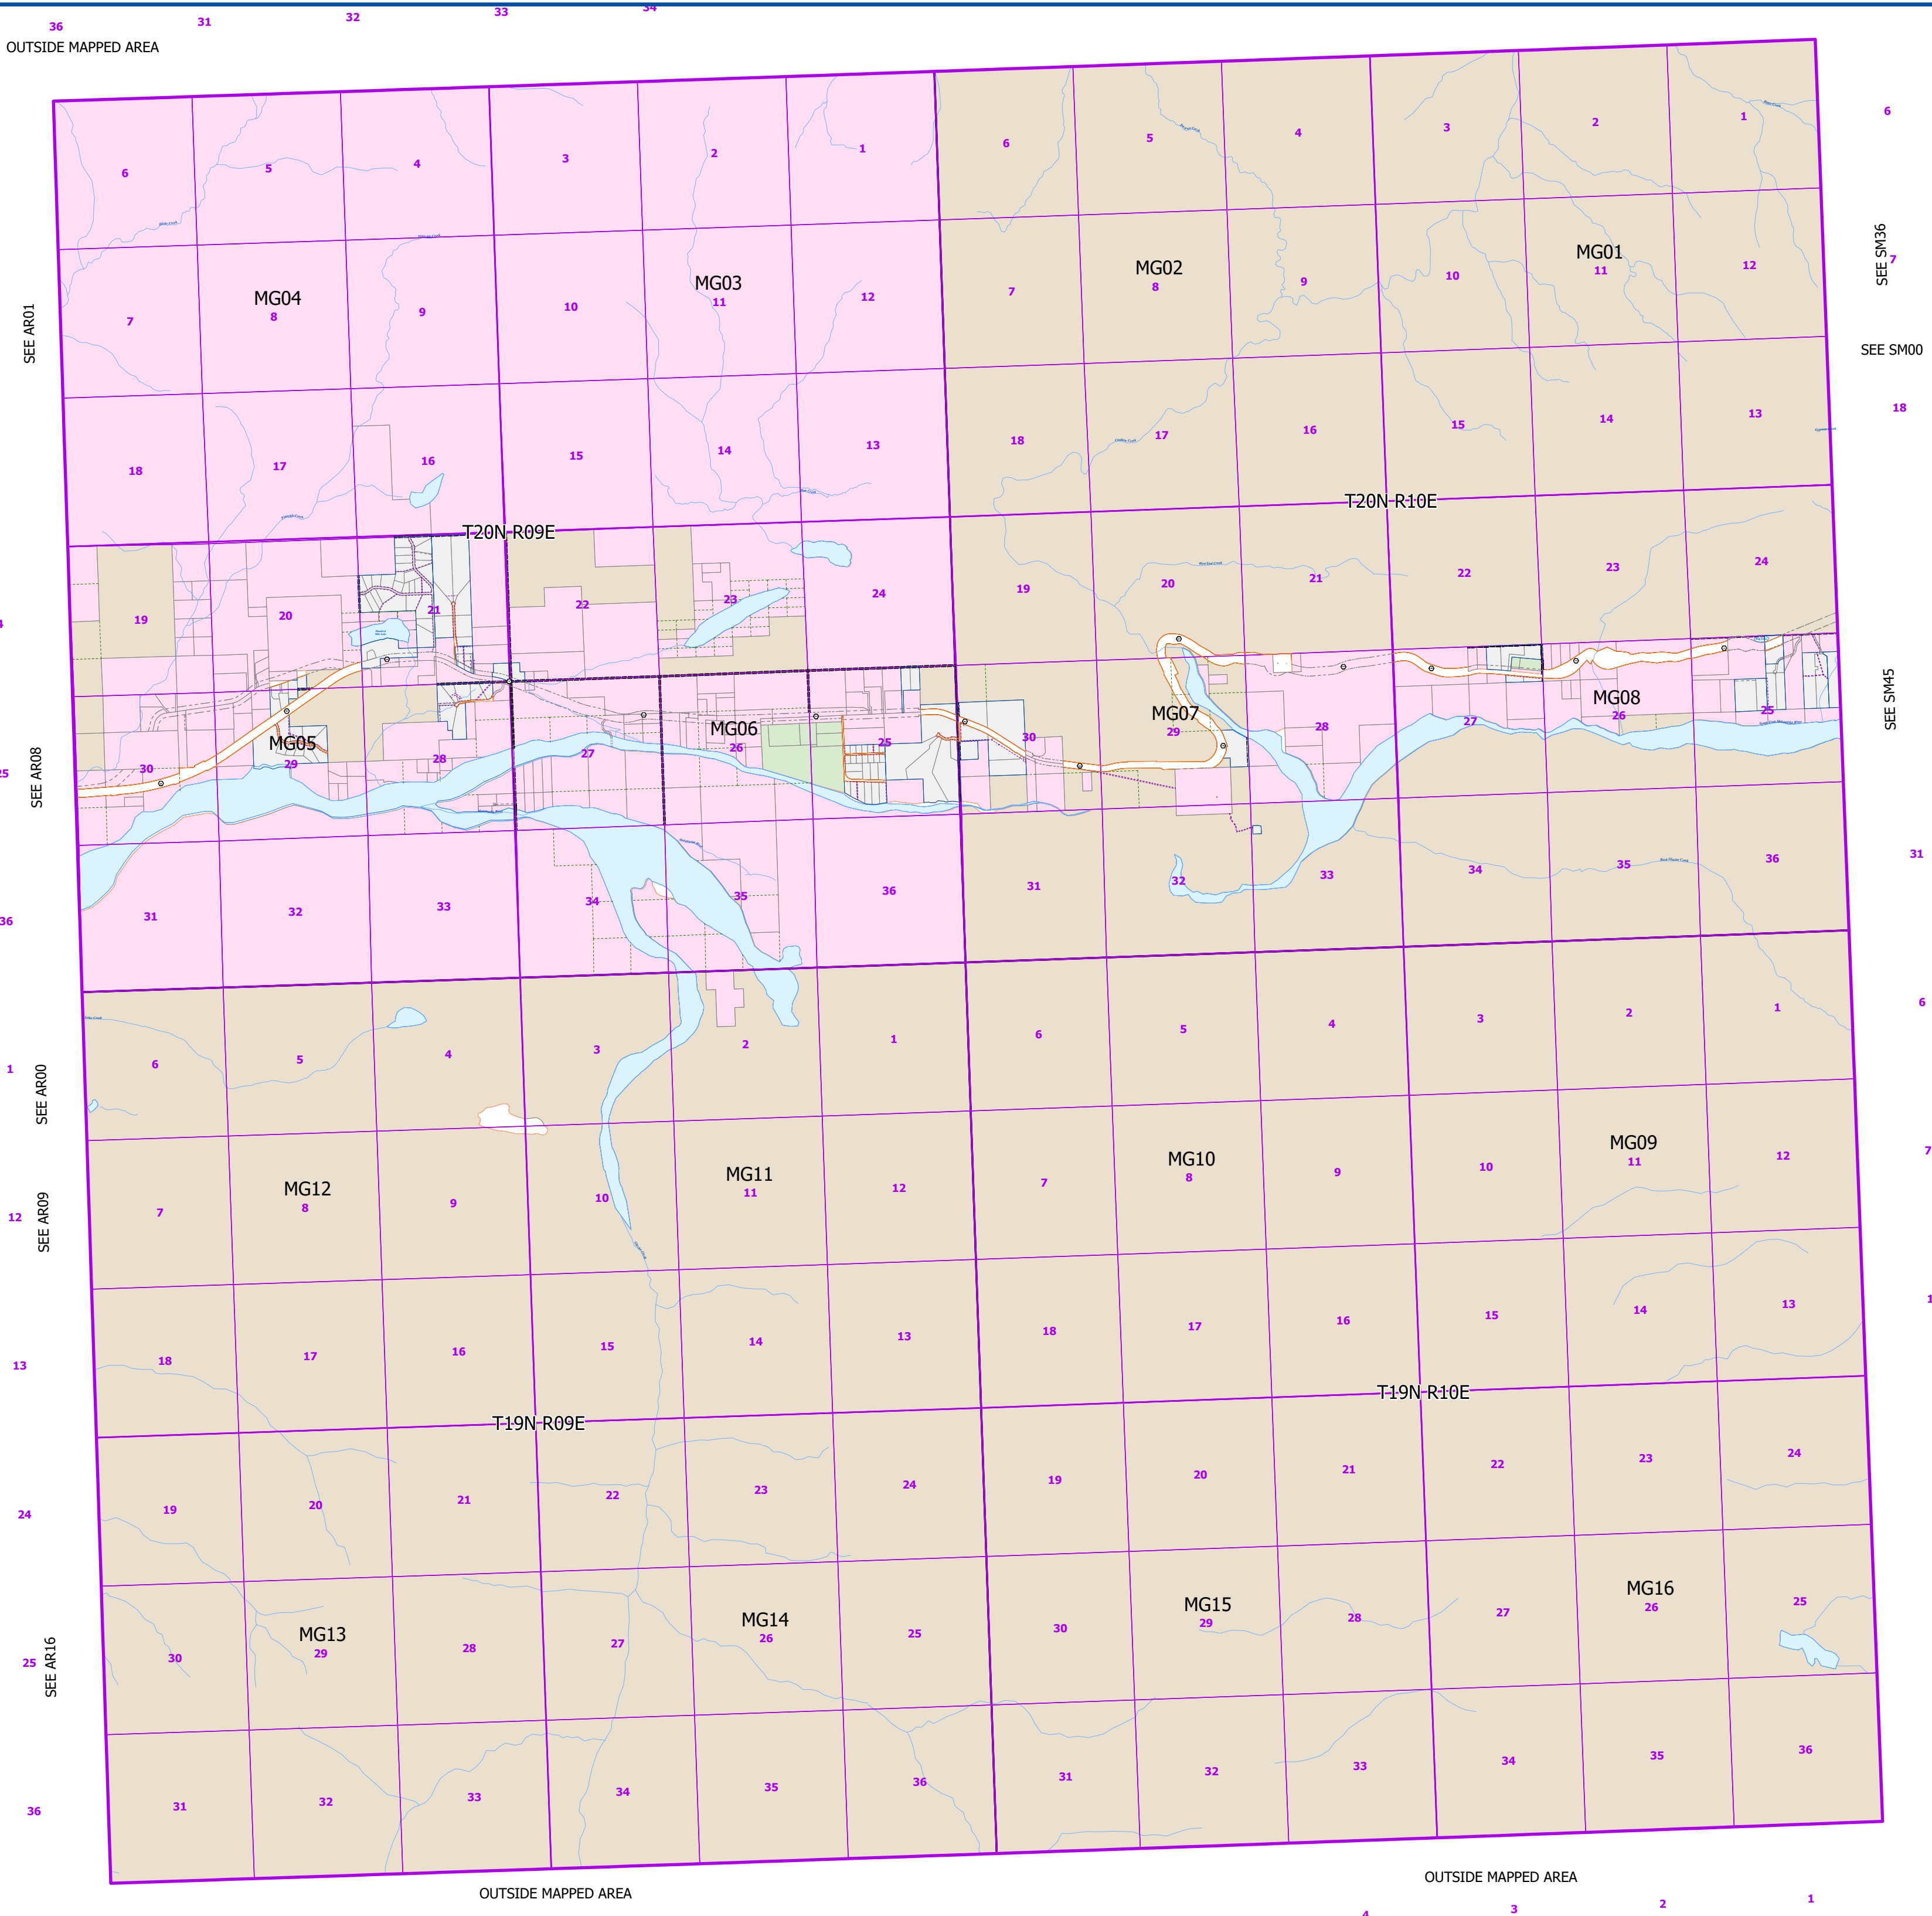 36 31 32 33 34
OUTSIDE MAPPED AREA
6 5 4 3 2 1 6 5 4 3 2 1 6
SEE SM36
MG04 MG03 MG02 MG01
7 8 9 10 11 12 7 8 9 10 11 12 7
SEE AR01
SEE SM00
18 17 16 15 14 13 18 17 16 15 14 13 18
T20N R09E
T20N R10E
19 20 21 22 23 24 19 20 21 22 23 24
SEE SM45
MG05 MG06 MG07 MG08
25 30 29 28 27 26 25 30 29 28 27 26 25
SEE AR08
36 31 32 33 34 35 36 31 32 33 34 35 36 31
1 6 5 4 3 2 1 6 5 4 3 2 1 6
SEE AR00
MG12 MG11 MG10 MG09
12 7 8 9 10 11 12 7 8 9 10 11 12 7
SEE AR09
13 18 17 16 15 14 13 18 17 16 15 14 13
T19N R09E
T19N R10E
24 19 20 21 22 23 24 19 20 21 22 23 24
MG13 MG14 MG15 MG16
25 30 29 28 27 26 25 30 29 28 27 26 25
SEE AR16
36 31 32 33 34 35 36 31 32 33 34 35 36
OUTSIDE MAPPED AREA
OUTSIDE MAPPED AREA
4 3 2 1